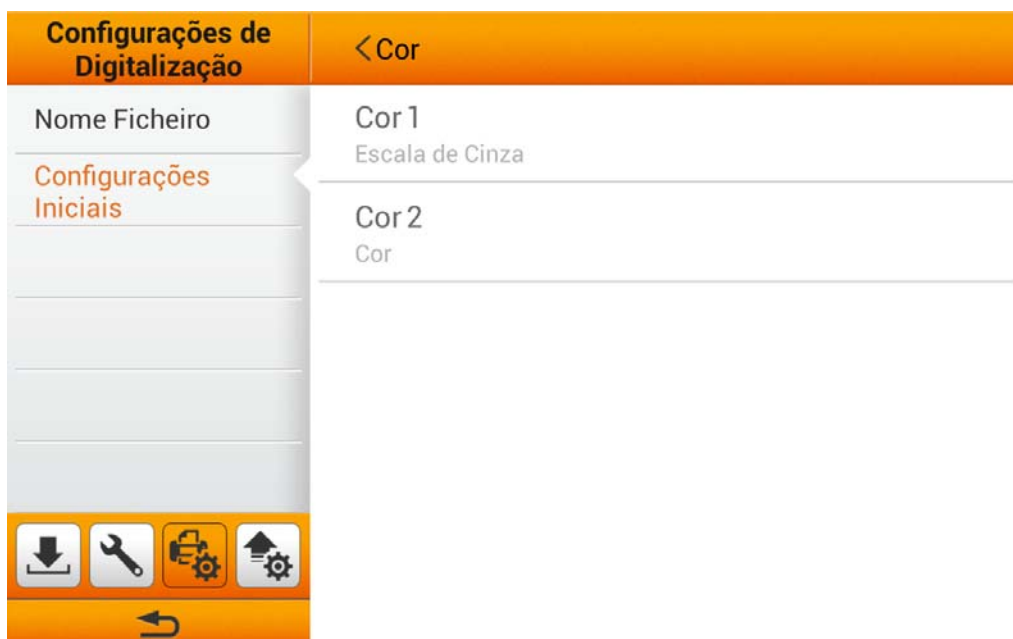 Configurações de
Digitalização
Cor
Nome Ficheiro
Configurações
Iniciais
Cor 1
Escala de Cinza
Cor 2
Cor